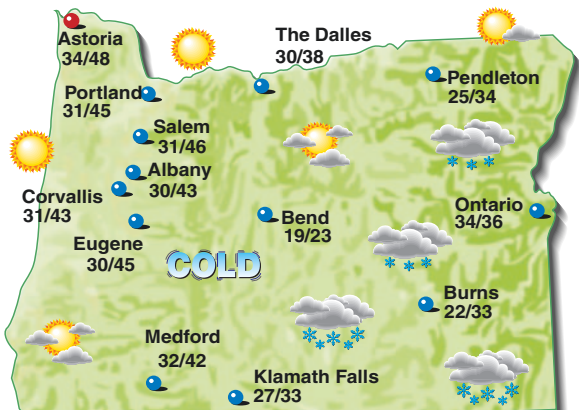 Astoria
34/48
The Dalles
30/38
Pendleton
25/34
Portland
31/45
Salem
31/46
Albany
30/43
Corvallis
31/43
Eugene
30/45
Bend
19/23
Ontario
34/36
COLD
Burns
22/33
Medford
32/42
Klamath Falls
27/33